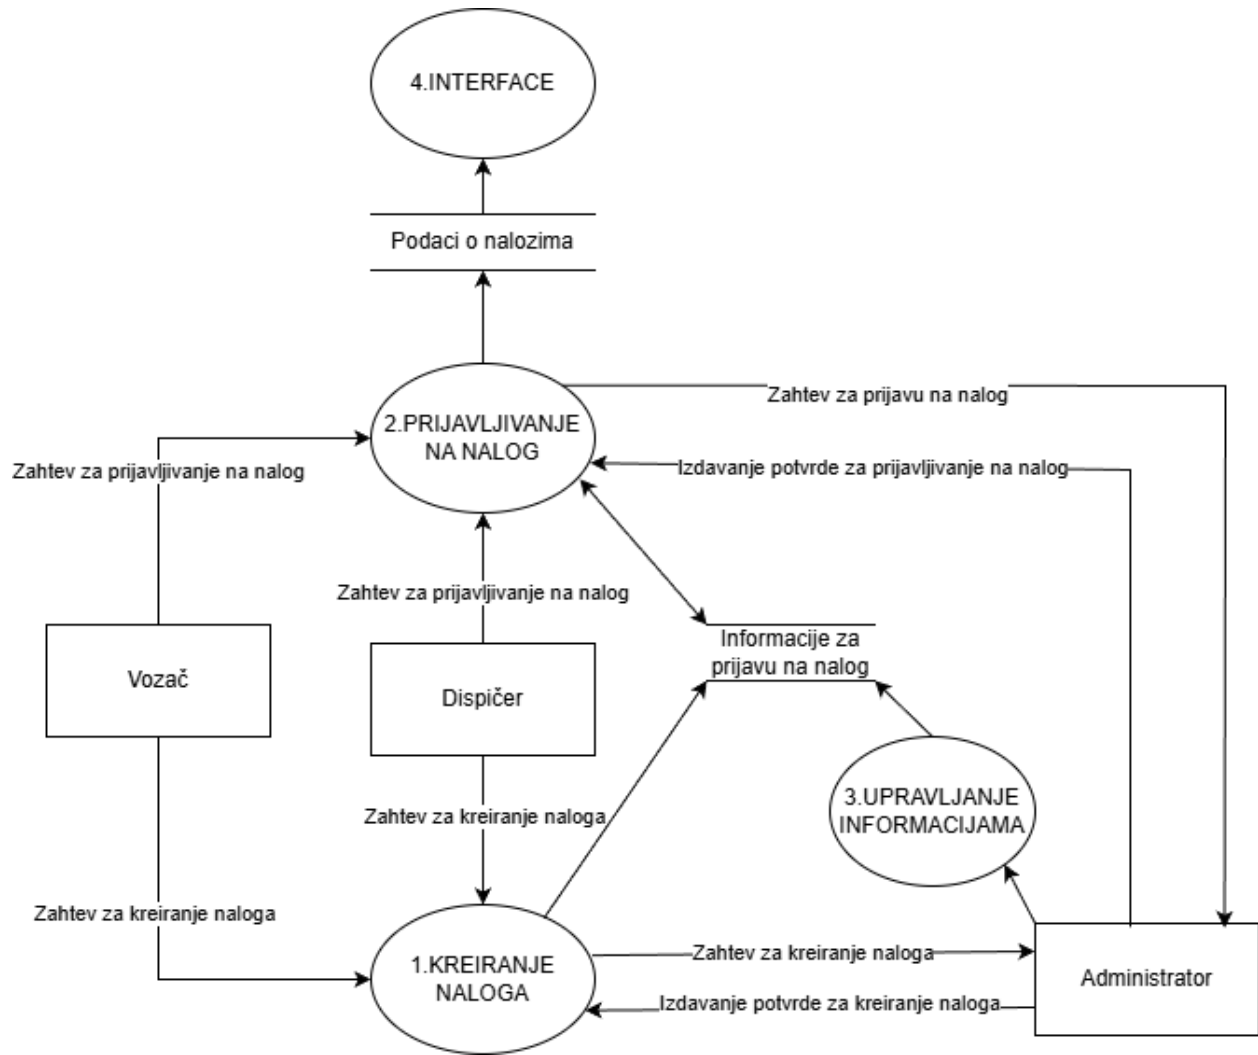 4.INTERFACE
Podaci o nalozima
Zahtev za prijavu na nalog
2.PRIJAVLJIVANJE
NA NALOG
Zahtev za prijavljivanje na nalog
Izdavanje potvrde za prijavljivanje na nalog
Zahtev za prijavljivanje na nalog
Informacije za
prijavu na nalog
Vozač
Dispičer
3.UPRAVLJANJE
INFORMACIJAMA
Zahtev za kreiranje naloga
Zahtev za kreiranje naloga
1.KREIRANJE
NALOGA
Zahtev za kreiranje naloga
Administrator
Izdavanje potvrde za kreiranje naloga